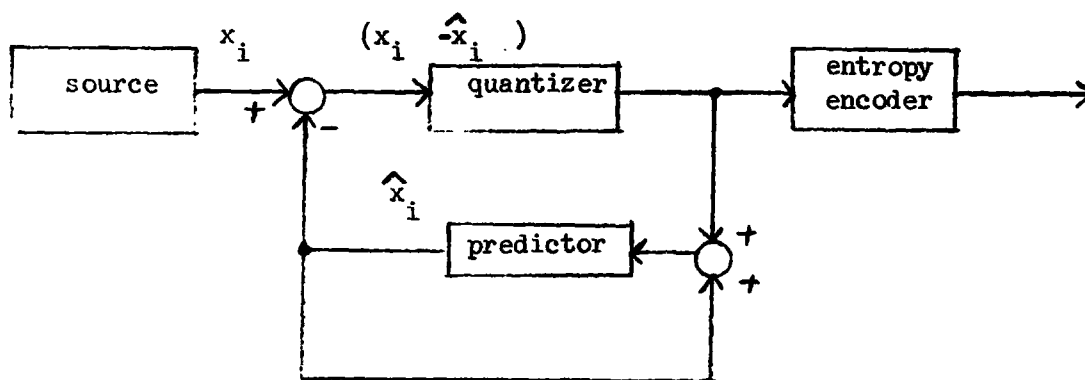 x_i
(x_i - x̂_i)
source
+
-
quantizer
entropy
encoder
x̂_i
predictor
+
+